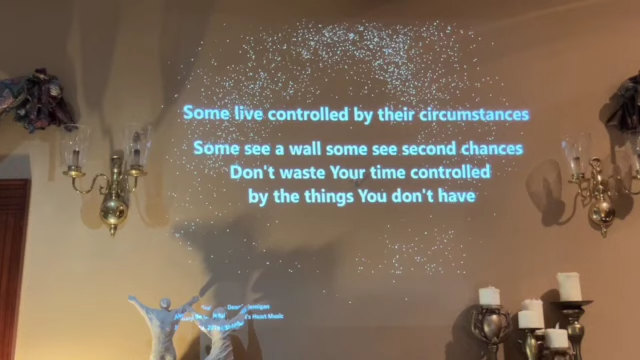 Some live controlled by their circumstances
Some see a wall some see second chances
Don't waste Your time controlled
by the things You don't have
Music